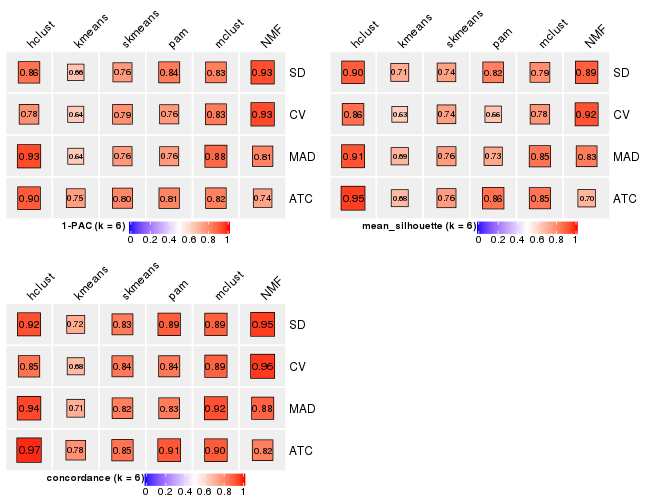 hclust kmeans skmeans pam mclust NMF
0.86 0.66 0.76 0.84 0.83 0.93 SD
0.78 0.64 0.79 0.76 0.83 0.93 CV
0.93 0.64 0.76 0.76 0.88 0.81 MAD
0.90 0.75 0.80 0.81 0.82 0.74 ATC
1-PAC (k = 6)
0 0.2 0.4 0.6 0.8 1
hclust kmeans skmeans pam mclust NMF
0.90 0.71 0.74 0.82 0.79 0.89 SD
0.86 0.63 0.74 0.66 0.78 0.92 CV
0.91 0.69 0.76 0.73 0.85 0.83 MAD
0.95 0.68 0.76 0.86 0.85 0.70 ATC
mean_silhouette (k = 6)
0 0.2 0.4 0.6 0.8 1
hclust kmeans skmeans pam mclust NMF
0.92 0.72 0.83 0.89 0.89 0.95 SD
0.85 0.68 0.84 0.84 0.89 0.96 CV
0.94 0.71 0.82 0.83 0.92 0.88 MAD
0.97 0.78 0.85 0.91 0.90 0.82 ATC
concordance (k = 6)
0 0.2 0.4 0.6 0.8 1